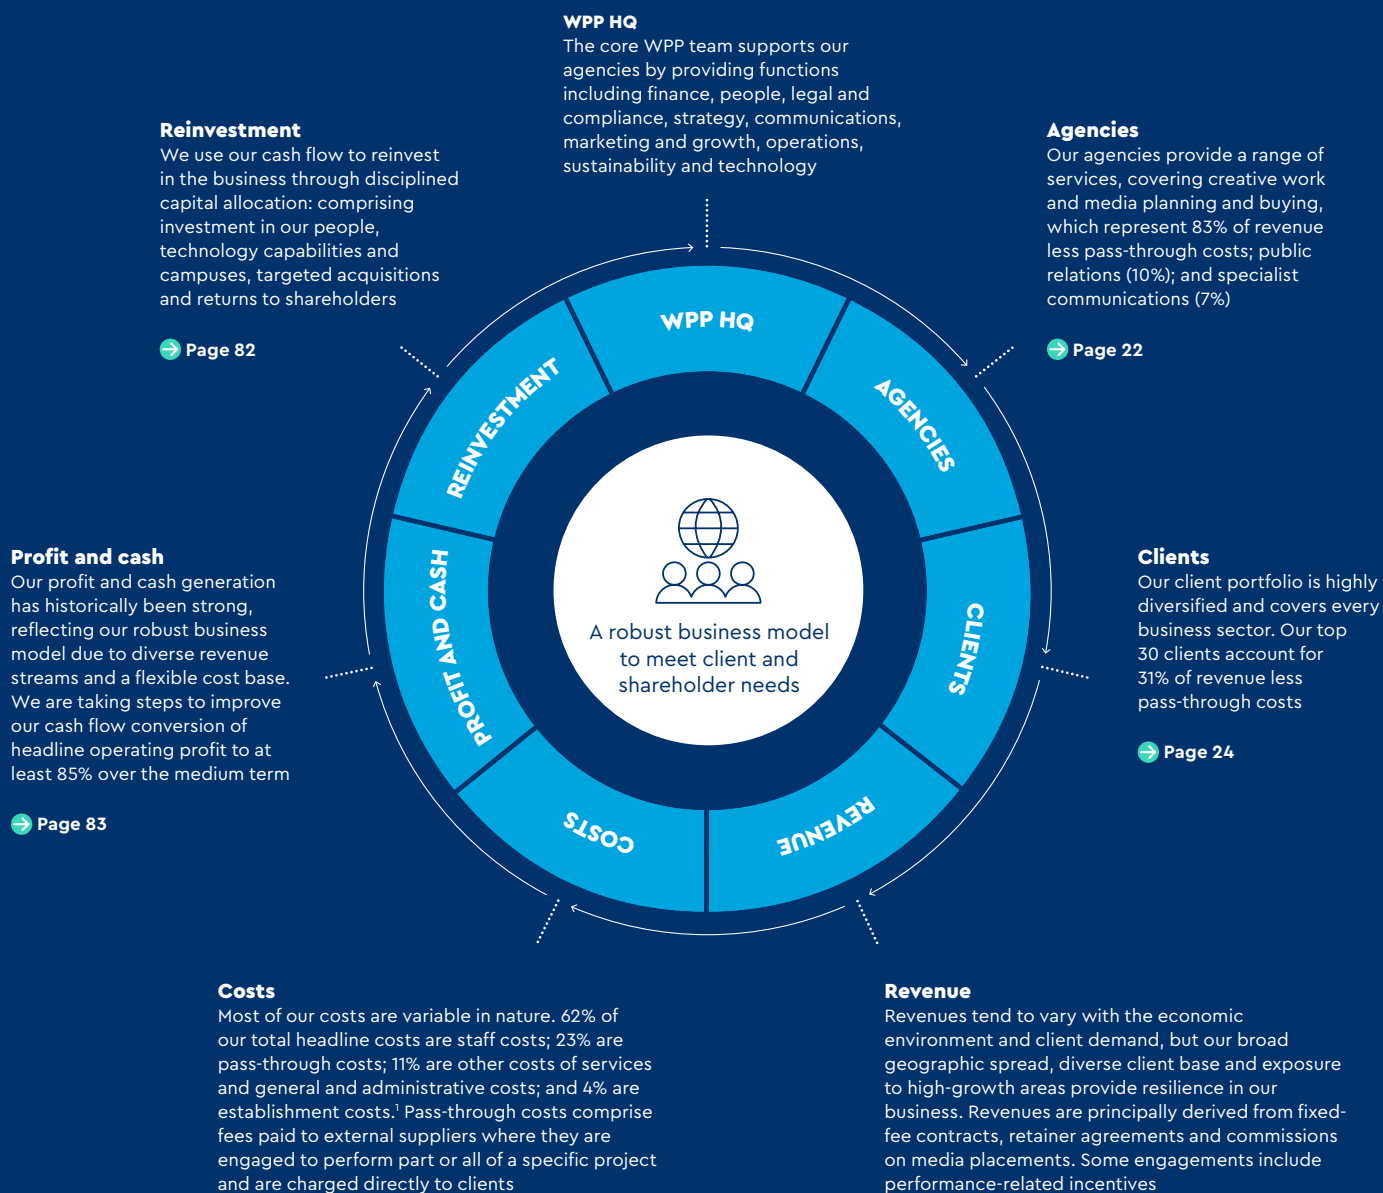 WPP HQ
The core WPP team supports our
agencies by providing functions
including finance, people, legal and
compliance, strategy, communications,
marketing and growth, operations,
sustainability and technology
Reinvestment
We use our cash flow to reinvest
in the business through disciplined
capital allocation: comprising
investment in our people,
technology capabilities and
campuses, targeted acquisitions
and returns to shareholders
Page 82
Agencies
Our agencies provide a range of
services, covering creative work
and media planning and buying,
which represent 83% of revenue
less pass-through costs; public
relations (10%); and specialist
communications (7%)
Page 22
WPP HQ
AGENCIES
CLIENTS
REVENUE
COSTS
PROFIT AND CASH
REINVESTMENT
A robust business model
to meet client and
shareholder needs
Profit and cash
Our profit and cash generation
has historically been strong,
reflecting our robust business
model due to diverse revenue
streams and a flexible cost base.
We are taking steps to improve
our cash flow conversion of
headline operating profit to at
least 85% over the medium term
Page 83
Clients
Our client portfolio is highly
diversified and covers every
business sector. Our top
30 clients account for
31% of revenue less
pass-through costs
Page 24
Costs
Most of our costs are variable in nature. 62% of
our total headline costs are staff costs; 23% are
pass-through costs; 11% are other costs of services
and general and administrative costs; and 4% are
establishment costs.¹ Pass-through costs comprise
fees paid to external suppliers where they are
engaged to perform part or all of a specific project
and are charged directly to clients
Revenue
Revenues tend to vary with the economic
environment and client demand, but our broad
geographic spread, diverse client base and exposure
to high-growth areas provide resilience in our
business. Revenues are principally derived from fixed-
fee contracts, retainer agreements and commissions
on media placements. Some engagements include
performance-related incentives